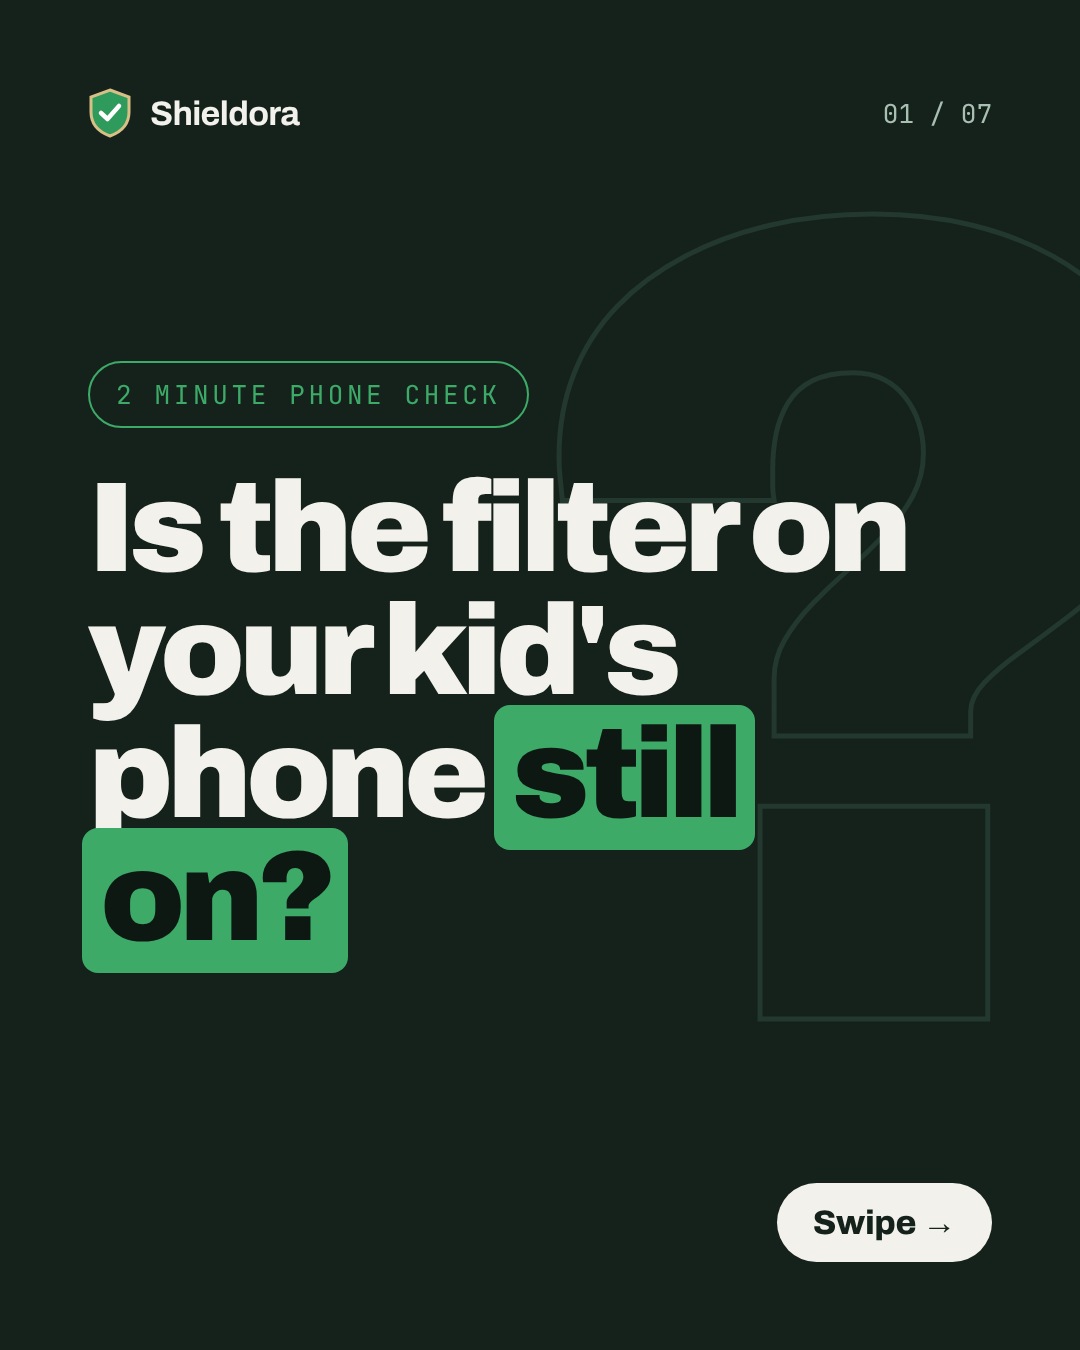 Shieldora
01 / 07
2 MINUTE PHONE CHECK
Is the filter on
your kid's
phone still
on?
Swipe →